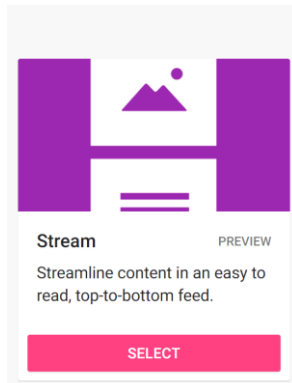 Stream PREVIEW
Streamline content in an easy to
read, top-to-bottom feed.
SELECT